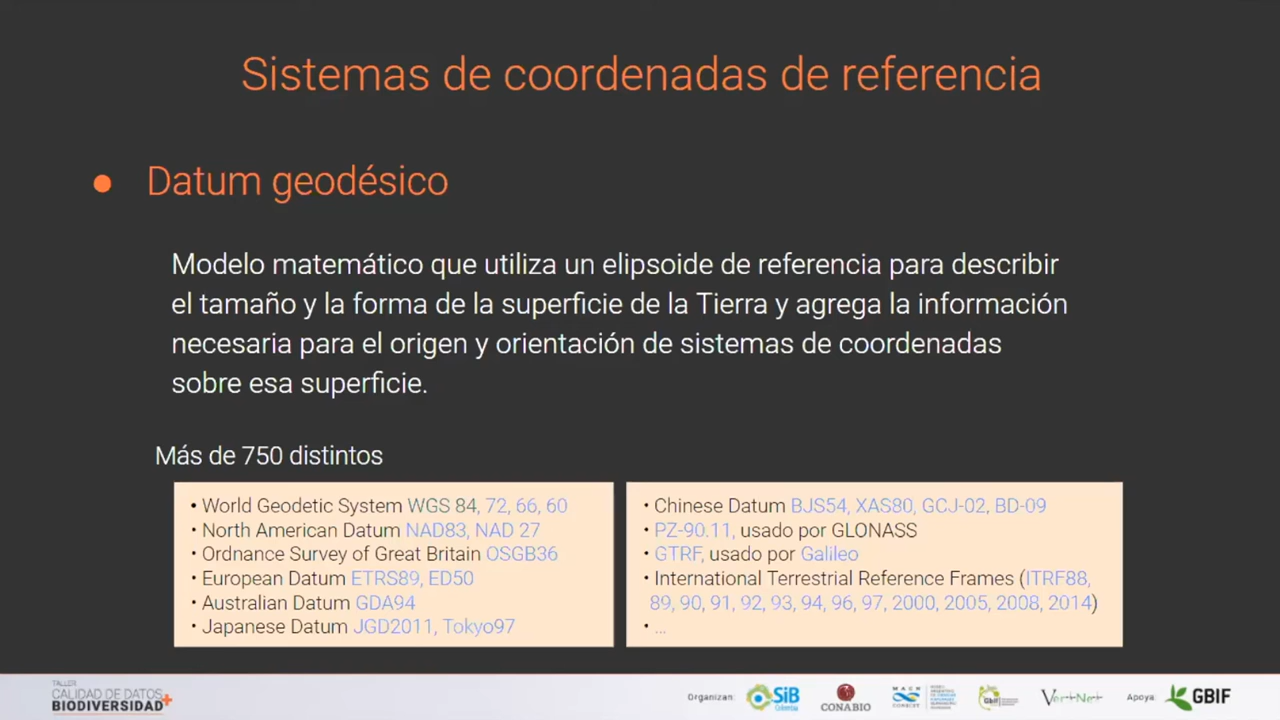 Sistemas de coordenadas de referencia
● Datum geodésico
Modelo matemático que utiliza un elipsoide de referencia para describir
el tamaño y la forma de la superficie de la Tierra y agrega la información
necesaria para el origen y orientación de sistemas de coordenadas
sobre esa superficie.
Más de 750 distintos
• World Geodetic System WGS 84, 72, 66, 60
• North American Datum NAD83, NAD 27
• Ordnance Survey of Great Britain OSGB36
• European Datum ETRS89, ED50
• Australian Datum GDA94
• Japanese Datum JGD2011, Tokyo97
• Chinese Datum BJS54, XAS80, GCJ-02, BD-09
• PZ-90.11, usado por GLONASS
• GTRF, usado por Galileo
• International Terrestrial Reference Frames (ITRF88,
89, 90, 91, 92, 93, 94, 96, 97, 2000, 2005, 2008, 2014)
• ...
TALLER
CALIDAD DE DATOS
BIODIVERSIDAD+
Organizan:
SiB
Colombia
CONABIO
MACN
CONICET
VertNet
Apoya:
GBIF